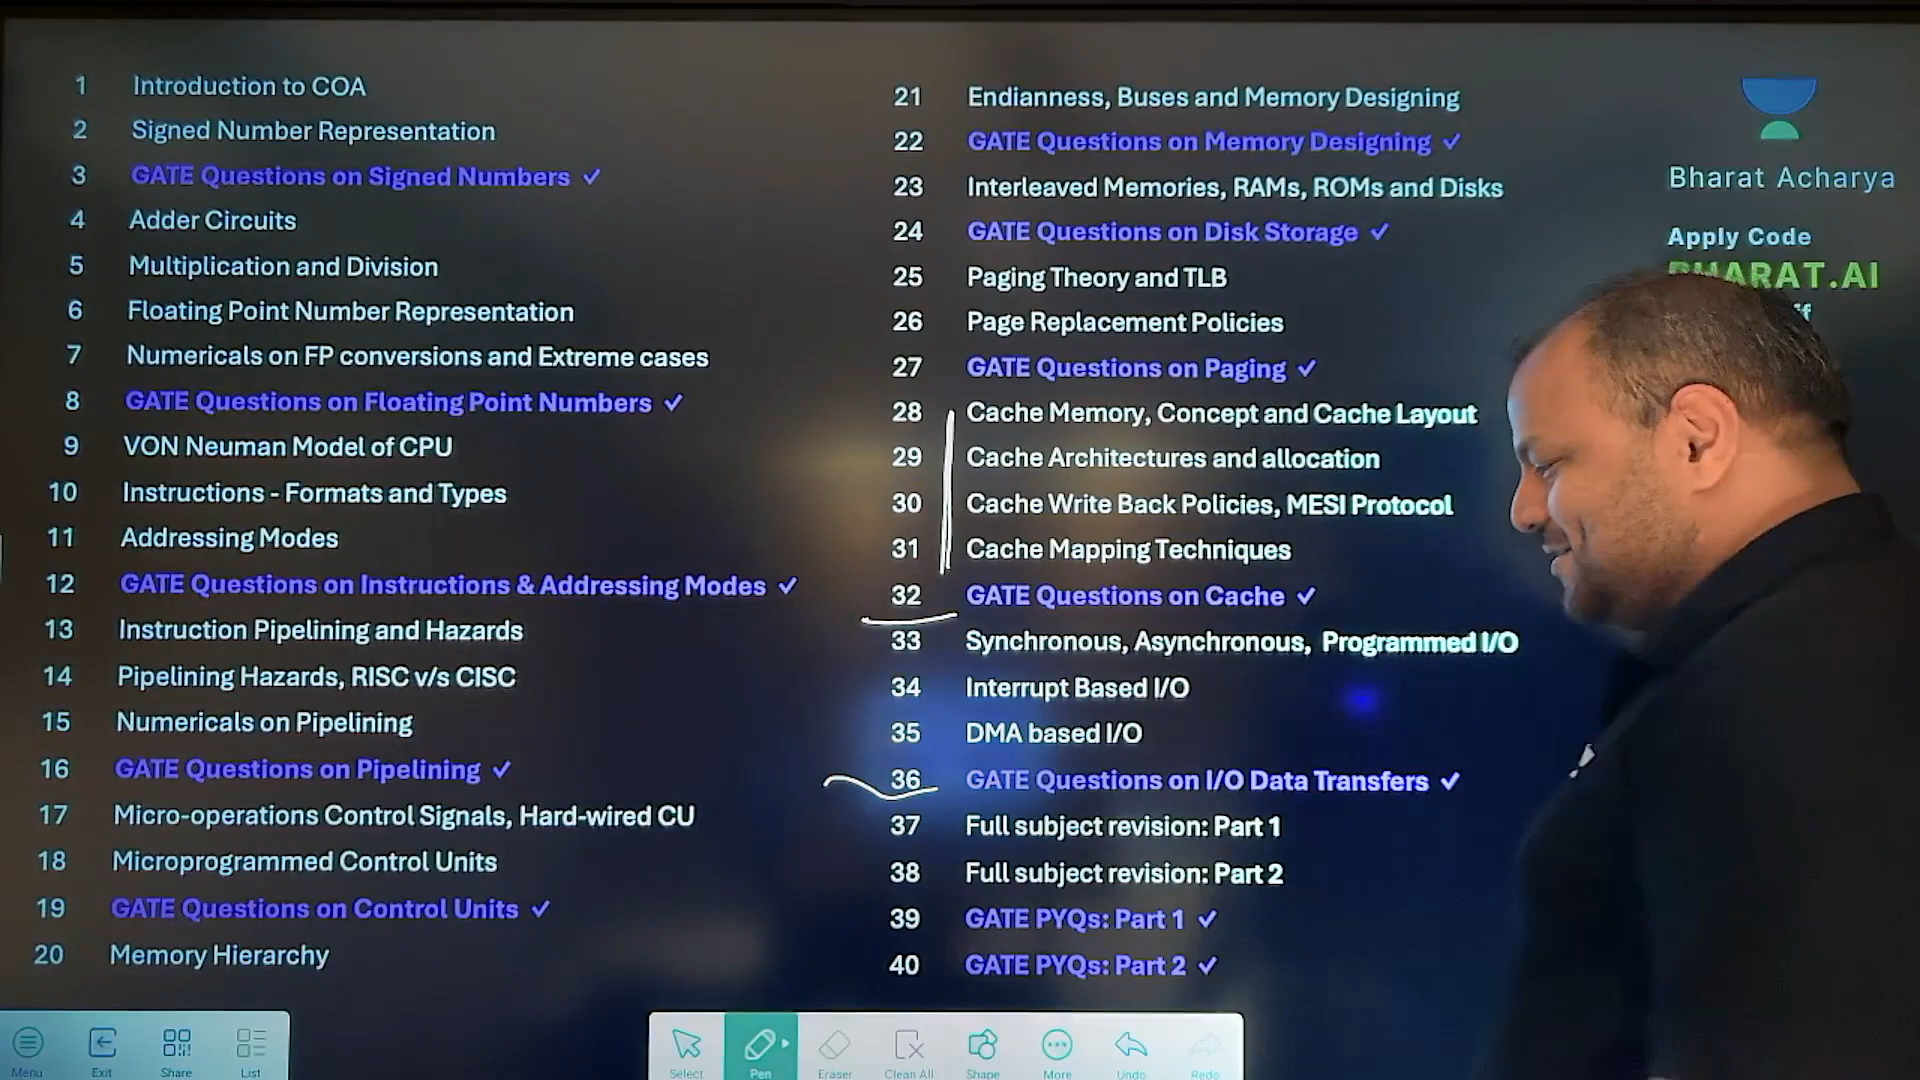 1 Introduction to COA
2 Signed Number Representation
3 GATE Questions on Signed Numbers ✓
4 Adder Circuits
5 Multiplication and Division
6 Floating Point Number Representation
7 Numericals on FP conversions and Extreme cases
8 GATE Questions on Floating Point Numbers ✓
9 VON Neuman Model of CPU
10 Instructions - Formats and Types
11 Addressing Modes
12 GATE Questions on Instructions & Addressing Modes ✓
13 Instruction Pipelining and Hazards
14 Pipelining Hazards, RISC v/s CISC
15 Numericals on Pipelining
16 GATE Questions on Pipelining ✓
17 Micro-operations Control Signals, Hard-wired CU
18 Microprogrammed Control Units
19 GATE Questions on Control Units ✓
20 Memory Hierarchy
21 Endianness, Buses and Memory Designing
22 GATE Questions on Memory Designing ✓
23 Interleaved Memories, RAMs, ROMs and Disks
24 GATE Questions on Disk Storage ✓
25 Paging Theory and TLB
26 Page Replacement Policies
27 GATE Questions on Paging ✓
28 Cache Memory, Concept and Cache Layout
29 Cache Architectures and allocation
30 Cache Write Back Policies, MESI Protocol
31 Cache Mapping Techniques
32 GATE Questions on Cache ✓
33 Synchronous, Asynchronous, Programmed I/O
34 Interrupt Based I/O
35 DMA based I/O
36 GATE Questions on I/O Data Transfers ✓
37 Full subject revision: Part 1
38 Full subject revision: Part 2
39 GATE PYQs: Part 1 ✓
40 GATE PYQs: Part 2 ✓
Bharat Acharya
Apply Code
BHARAT.AI
Menu Exit Share List
Select Pen Eraser Clean All Shape More Undo Redo